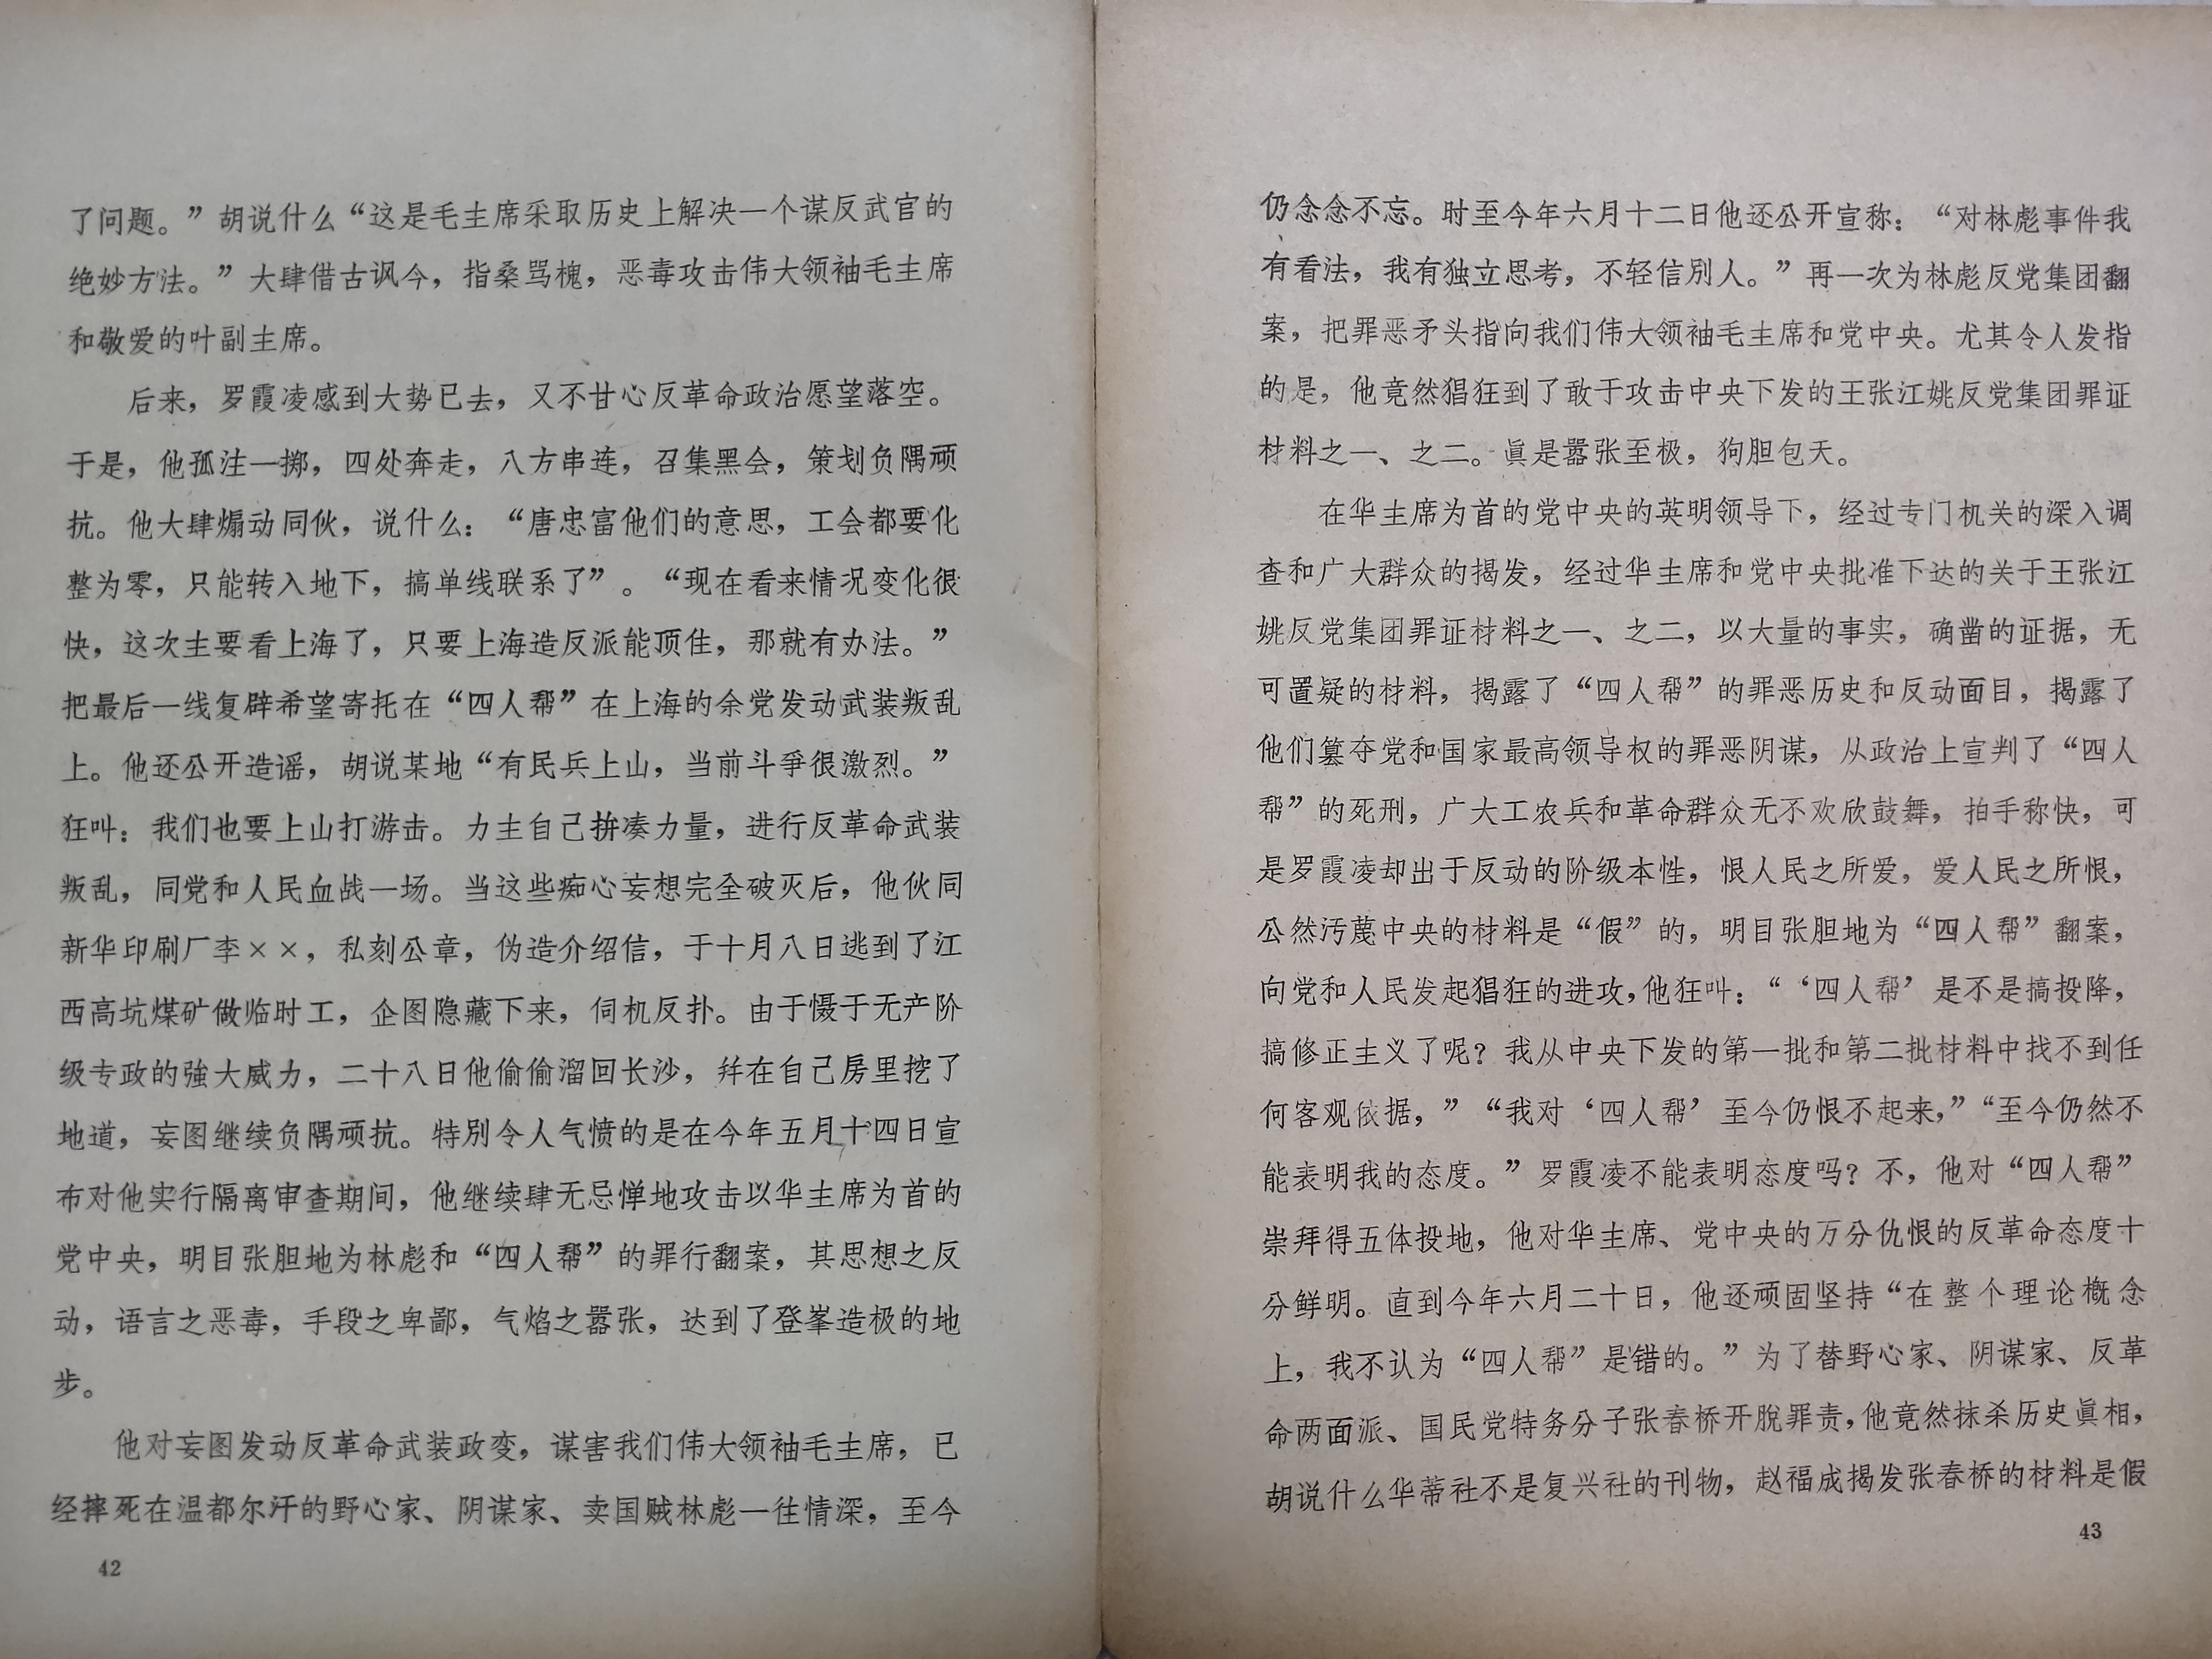 了问题。”胡说什么“这是毛主席采取历史上解决一个谋反武官的
绝妙方法。”大肆借古讽今，指桑骂槐，恶毒攻击伟大领袖毛主席
和敬爱的叶副主席。
后来，罗霞凌感到大势已去，又不甘心反革命政治愿望落空。
于是，他孤注一掷，四处奔走，八方串连，召集黑会，策划负隅顽
抗。他大肆煽动同伙，说什么：“唐忠富他们的意思，工会都要化
整为零，只能转入地下，搞单线联系了”。“现在看来情况变化很
快，这次主要看上海了，只要上海造反派能顶住，那就有办法。”
把最后一线复辟希望寄托在“四人帮”在上海的余党发动武装叛乱
上。他还公开造谣，胡说某地“有民兵上山，当前斗爭很激烈。”
狂叫：我们也要上山打游击。力主自己拚凑力量，进行反革命武装
叛乱，同党和人民血战一场。当这些痴心妄想完全破灭后，他伙同
新华印刷厂李××，私刻公章，伪造介绍信，于十月八日逃到了江
西高坑煤矿做临时工，企图隐藏下来，伺机反扑。由于慑于无产阶
级专政的強大威力，二十八日他偷偷溜回长沙，幷在自己房里挖了
地道，妄图继续负隅顽抗。特別令人气愤的是在今年五月十四日宣
布对他实行隔离审查期间，他继续肆无忌惮地攻击以华主席为首的
党中央，明目张胆地为林彪和“四人帮”的罪行翻案，其思想之反
动，语言之恶毒，手段之卑鄙，气焰之嚣张，达到了登峯造极的地
步。
他对妄图发动反革命武装政变，谋害我们伟大领袖毛主席，已
经摔死在温都尔汗的野心家、阴谋家、卖国贼林彪一往情深，至今
42
仍念念不忘。时至今年六月十二日他还公开宣称：“对林彪事件我
有看法，我有独立思考，不轻信別人。”再一次为林彪反党集团翻
案，把罪恶矛头指向我们伟大领袖毛主席和党中央。尤其令人发指
的是，他竟然猖狂到了敢于攻击中央下发的王张江姚反党集团罪证
材料之一、之二。眞是嚣张至极，狗胆包天。
在华主席为首的党中央的英明领导下，经过专门机关的深入调
查和广大群众的揭发，经过华主席和党中央批准下达的关于王张江
姚反党集团罪证材料之一、之二，以大量的事实，确凿的证据，无
可置疑的材料，揭露了“四人帮”的罪恶历史和反动面目，揭露了
他们篡夺党和国家最高领导权的罪恶阴谋，从政治上宣判了“四人
帮”的死刑，广大工农兵和革命群众无不欢欣鼓舞，拍手称快，可
是罗霞凌却出于反动的阶级本性，恨人民之所爱，爱人民之所恨，
公然污蔑中央的材料是“假”的，明目张胆地为“四人帮”翻案，
向党和人民发起猖狂的进攻，他狂叫：“‘四人帮’是不是搞投降，
搞修正主义了呢？我从中央下发的第一批和第二批材料中找不到任
何客观依据，”“我对‘四人帮’至今仍恨不起来，”“至今仍然不
能表明我的态度。”罗霞凌不能表明态度吗？不，他对“四人帮”
崇拜得五体投地，他对华主席、党中央的万分仇恨的反革命态度十
分鲜明。直到今年六月二十日，他还顽固坚持“在整个理论概念
上，我不认为“四人帮”是错的。”为了替野心家、阴谋家、反革
命两面派、国民党特务分子张春桥开脫罪责，他竟然抹杀历史眞相，
胡说什么华蒂社不是复兴社的刊物，赵福成揭发张春桥的材料是假
43